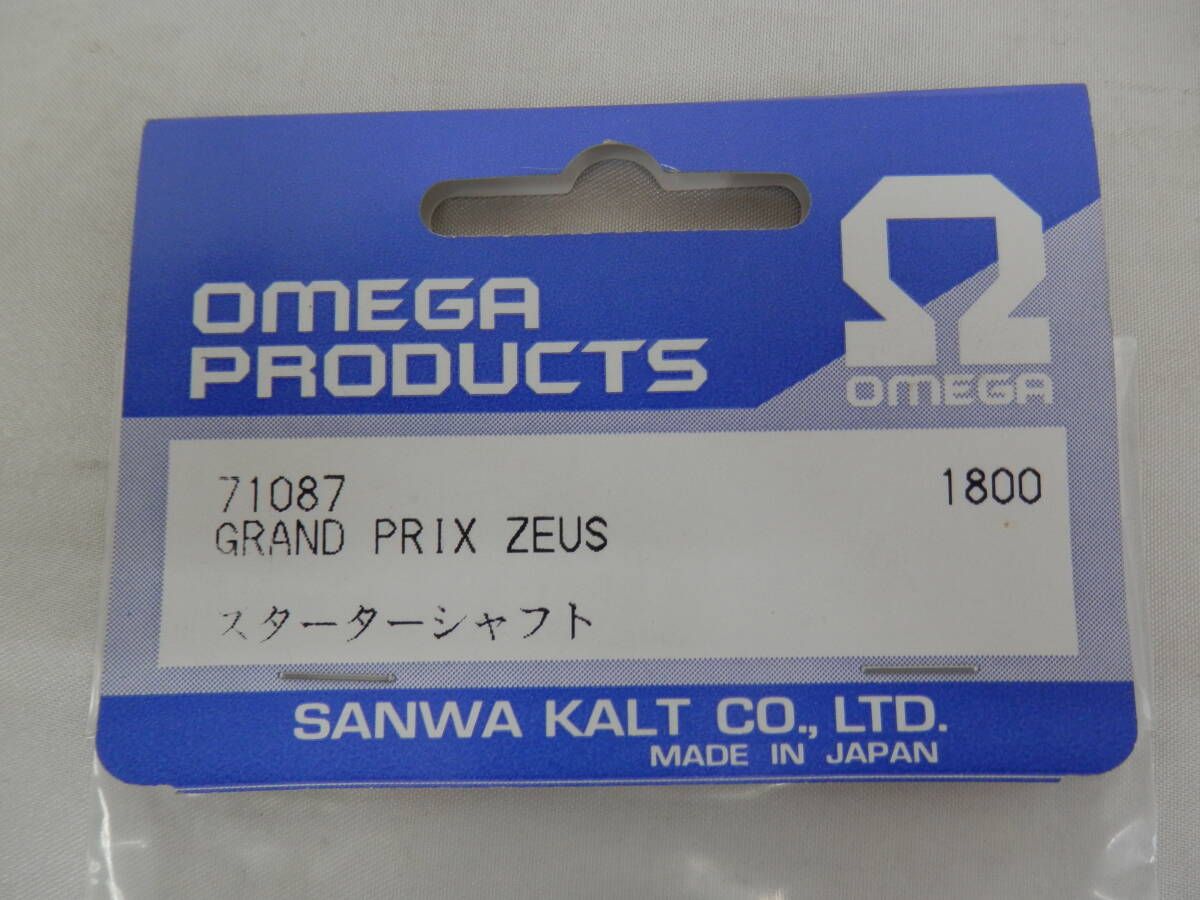 OMEGA
PRODUCTS
Ω
OMEGA
71087 1800
GRAND PRIX ZEUS
スターターシャフト
SANWA KALT CO., LTD.
MADE IN JAPAN